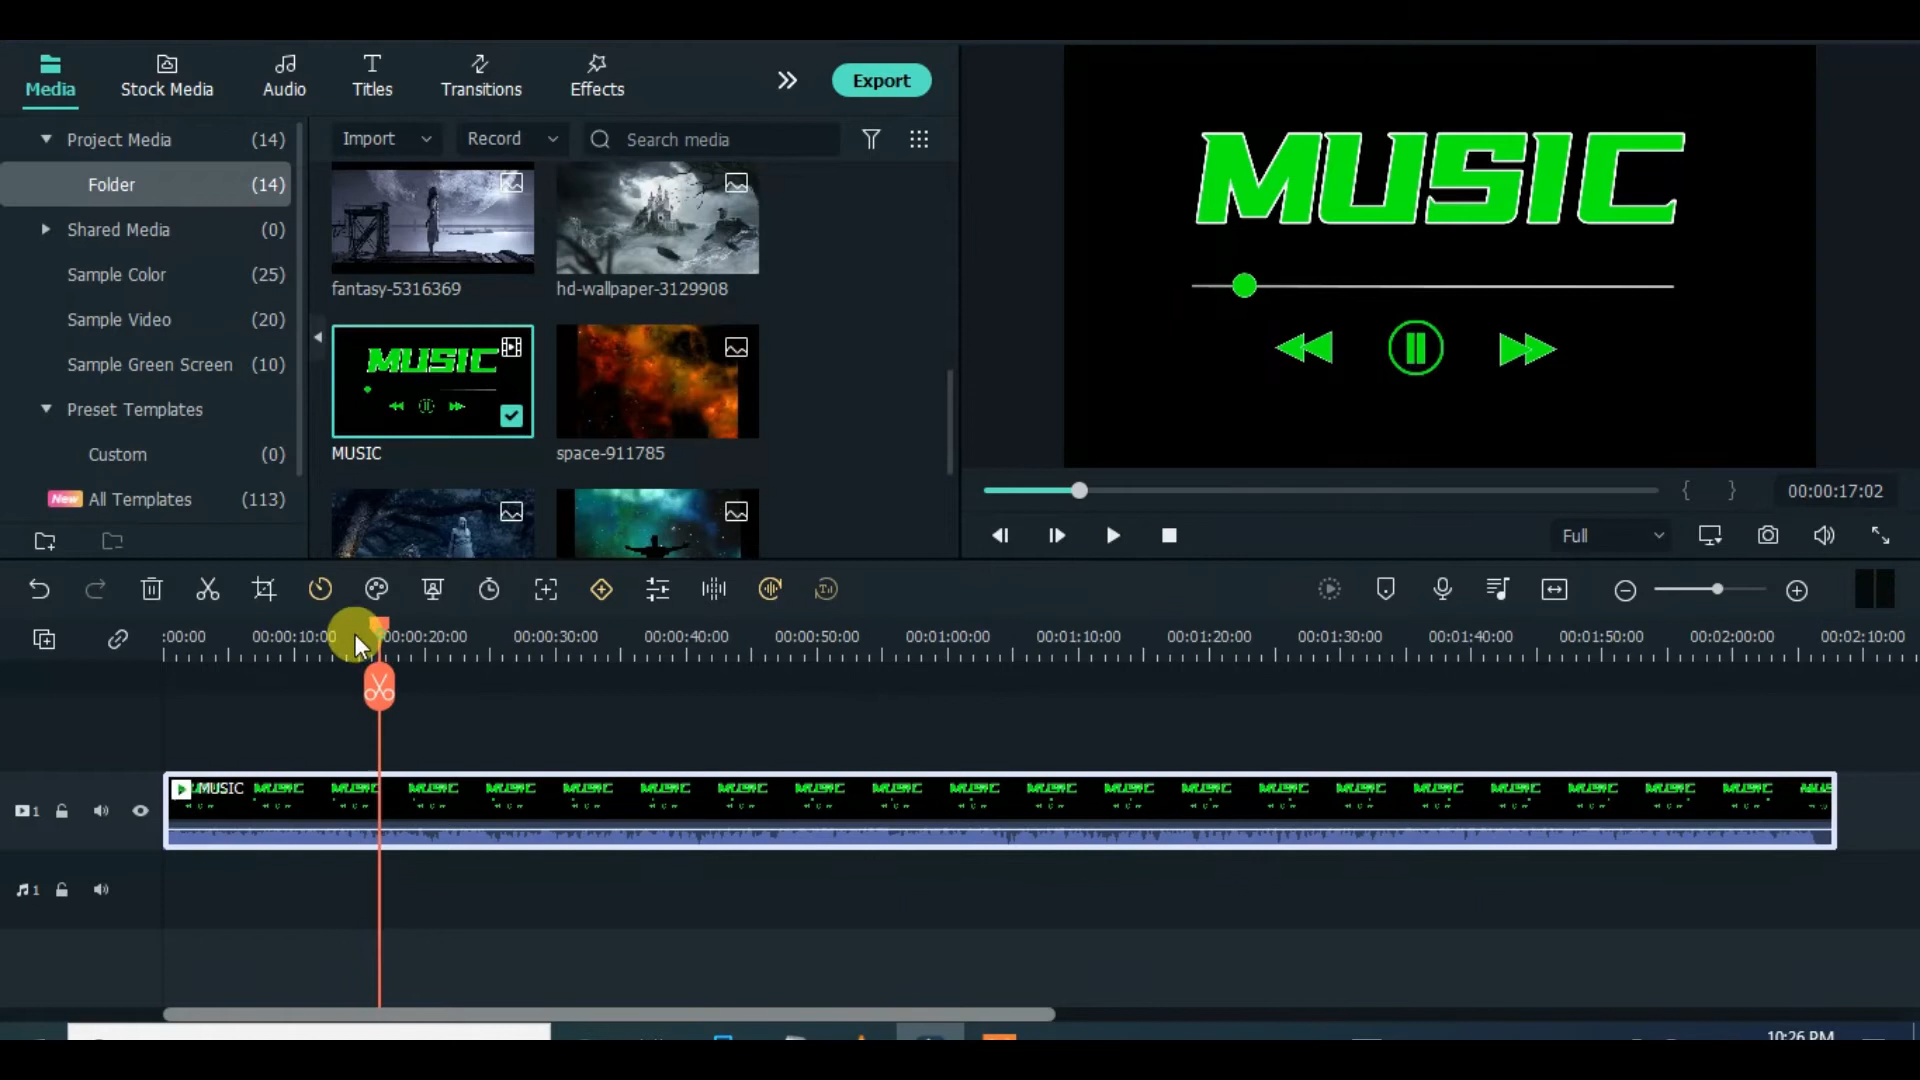 Media
Stock Media
Audio
Titles
Transitions
Effects
Export
Project Media (14)
Folder (14)
Shared Media (0)
Sample Color (25)
Sample Video (20)
Sample Green Screen (10)
Preset Templates
Custom (0)
New All Templates (113)
Import
Record
Search media
fantasy-5316369
hd-wallpaper-3129908
MUSIC
MUSIC
space-911785
MUSIC
{ }
00:00:17:02
Full
:00:00 00:00:10:00 00:00:20:00 00:00:30:00 00:00:40:00 00:00:50:00 00:01:00:00 00:01:10:00 00:01:20:00 00:01:30:00 00:01:40:00 00:01:50:00 00:02:00:00 00:02:10:00
MUSIC MUSIC MUSIC MUSIC MUSIC MUSIC MUSIC MUSIC MUSIC MUSIC MUSIC MUSIC MUSIC MUSIC MUSIC MUSIC MUSIC MUSIC MUSIC MUSIC MUSIC
1
1
10:26 PM